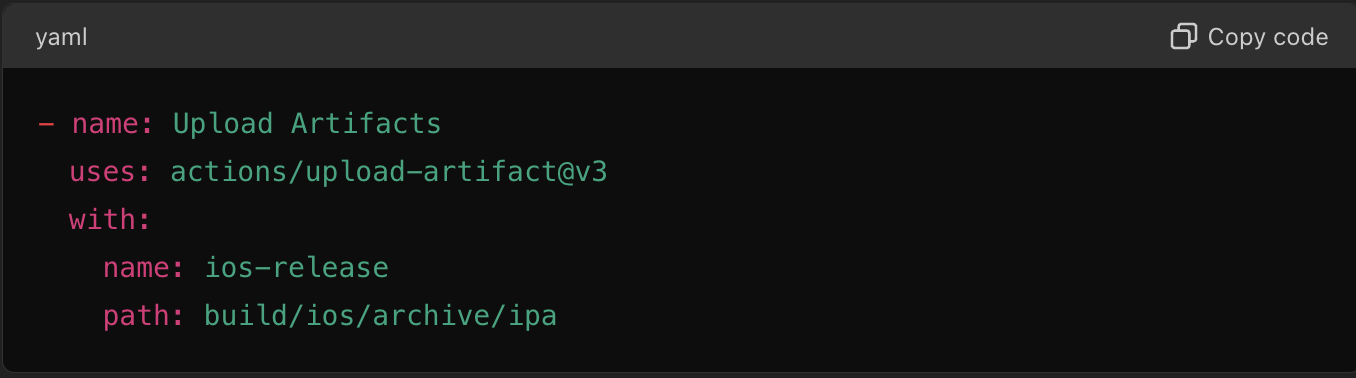 yaml
Copy code
- name: Upload Artifacts
  uses: actions/upload-artifact@v3
  with:
    name: ios-release
    path: build/ios/archive/ipa